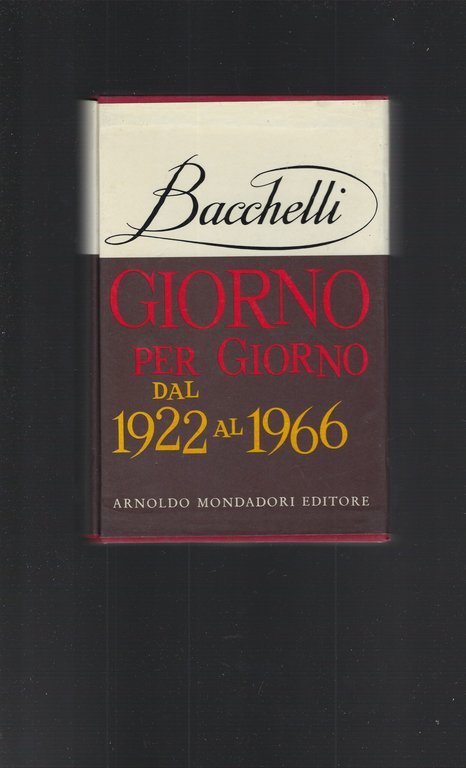 Bacchelli
GIORNO
PER GIORNO
DAL
1922 AL 1966
ARNOLDO MONDADORI EDITORE